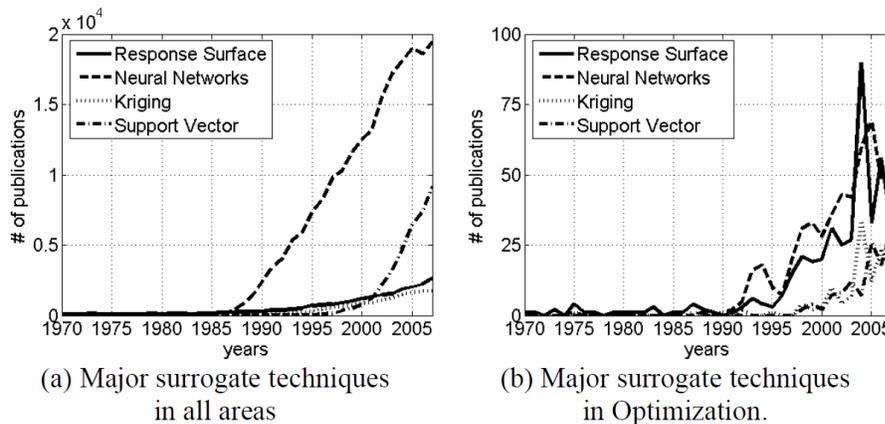 2 x 10⁴
1.5
1
0.5
0
# of publications
Response Surface
Neural Networks
Kriging
Support Vector
1970 1975 1980 1985 1990 1995 2000 2005
years
(a) Major surrogate techniques
in all areas
100
75
50
25
0
# of publications
Response Surface
Neural Networks
Kriging
Support Vector
1970 1975 1980 1985 1990 1995 2000 2005
years
(b) Major surrogate techniques
in Optimization.